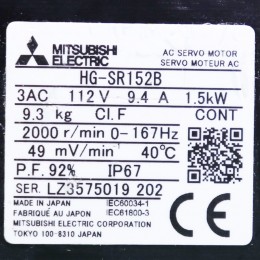 MITSUBISHI
ELECTRIC
AC SERVO MOTOR
SERVO MOTEUR AC
HG-SR152B
3AC 112 V 9.4 A 1.5kW
9.3 kg CI.F CONT
2000 r/min 0-167Hz
49 mV/min 40℃
P.F. 92% IP67
SER. LZ3575019 202
MADE IN JAPAN IEC60034-1
FABRIQUÉ AU JAPON IEC61800-3
MITSUBISHI ELECTRIC CORPORATION
TOKYO 100-8310 JAPAN
CE